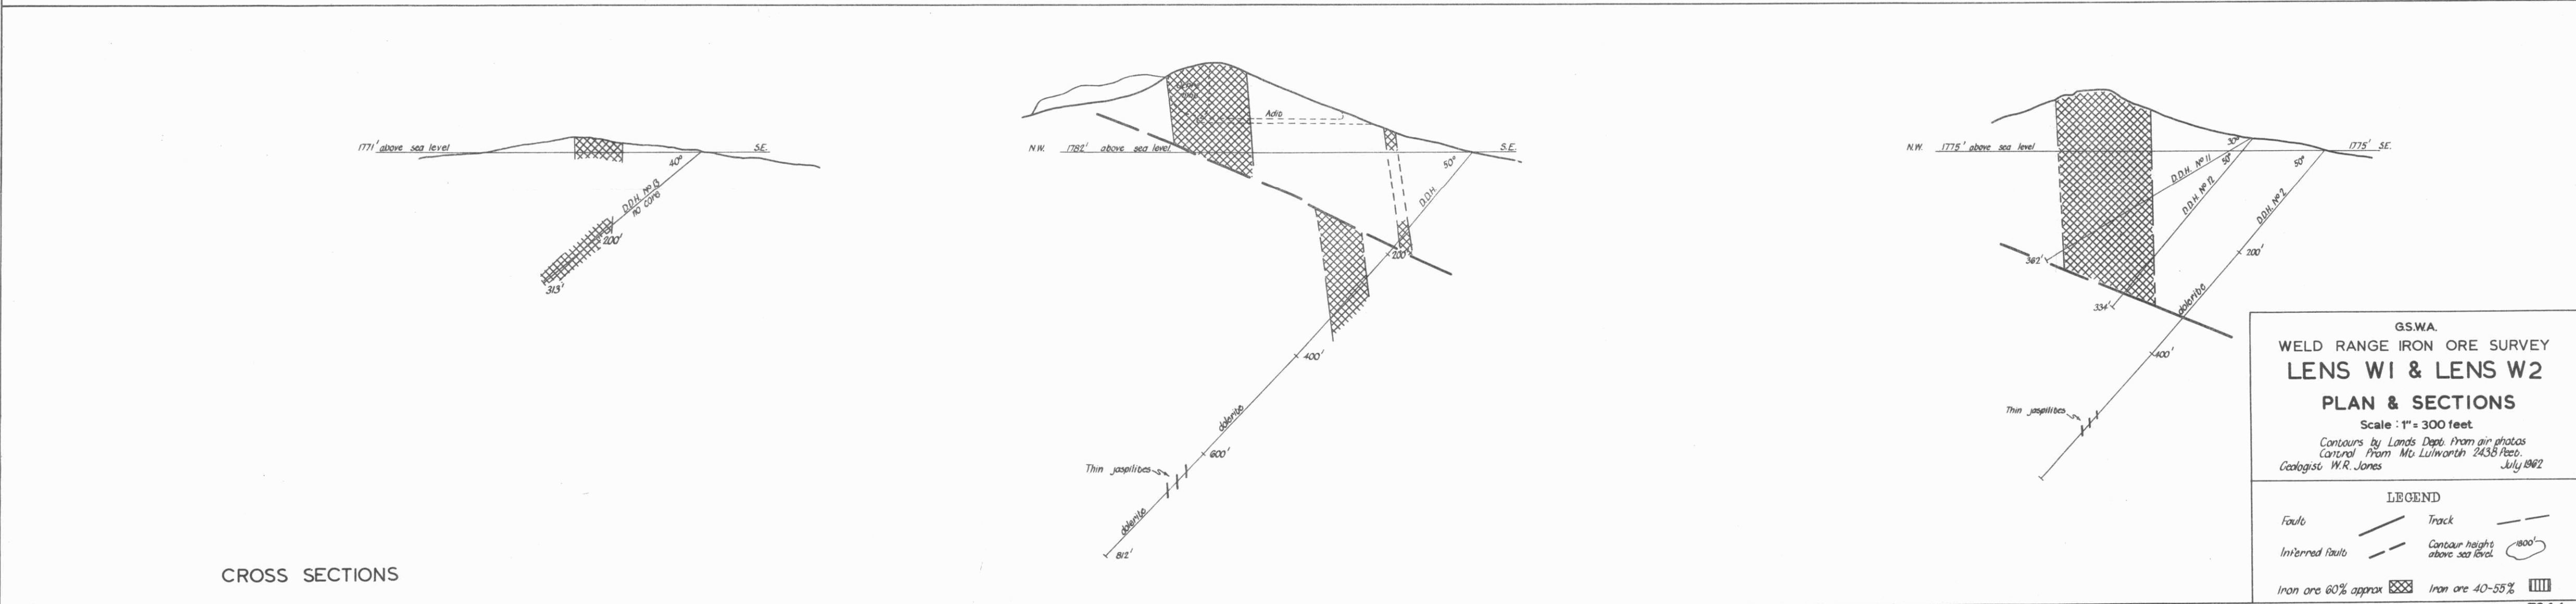 1771' above sea level
S.E.
40°
D.D.H. Nº 13
no core
200'
313'
CROSS SECTIONS
Adit
N.W. 1782' above sea level
S.E.
50°
D.D.H.
200'
400'
dolerite
600'
Thin jaspilites
dolerite
812'
N.W. 1775' above sea level
1775' S.E.
30°
50°
50°
D.D.H. Nº 11
D.D.H. Nº 12
D.D.H. Nº 2
362'
334'
200'
dolerite
400'
Thin jaspilites
G.S.W.A.
WELD RANGE IRON ORE SURVEY
LENS W1 & LENS W2
PLAN & SECTIONS
Scale : 1" = 300 feet
Contours by Lands Dept. from air photos
Control from Mt. Lulworth 2438 feet.
Geologist W.R. Jones July 1962
LEGEND
Fault
Track
Inferred fault
Contour height
above sea level.
1800'
Iron ore 60% approx
Iron ore 40-55%